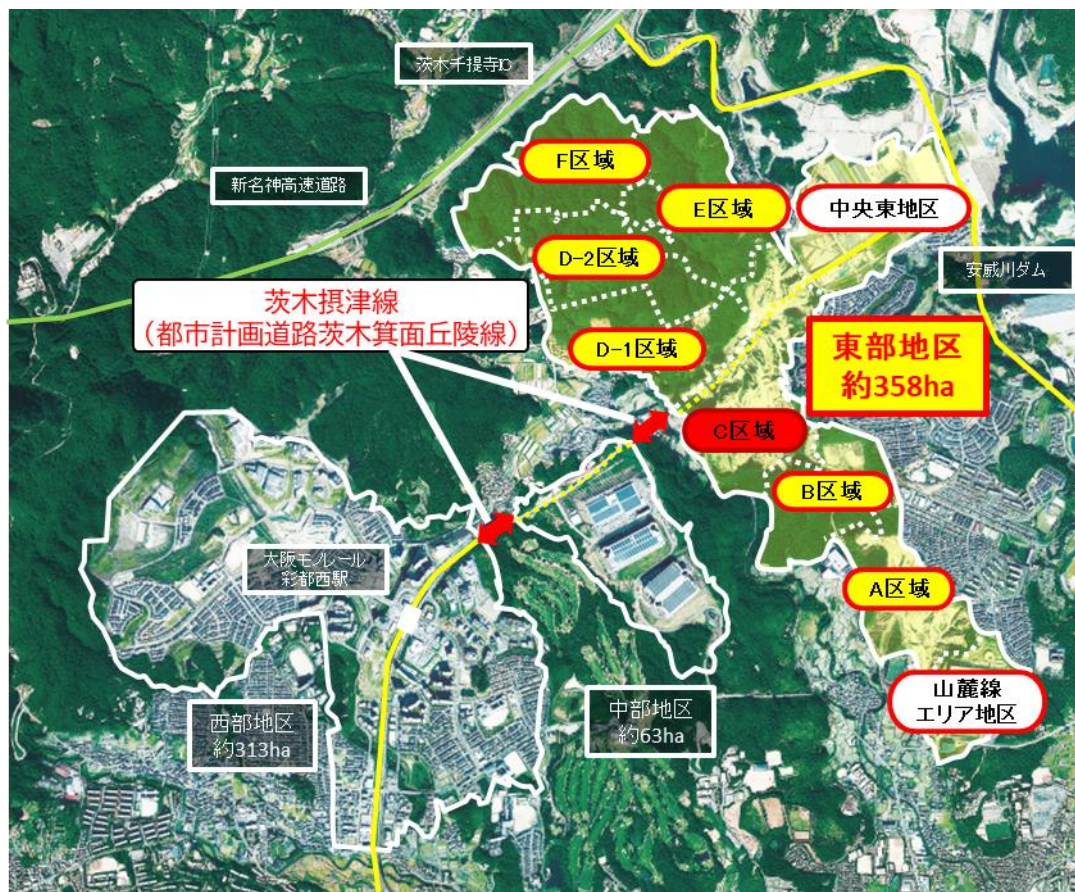 茨木千提寺IC
新名神高速道路
F区域
E区域
中央東地区
D-2区域
安威川ダム
茨木摂津線
(都市計画道路茨木箕面丘陵線)
D-1区域
東部地区
約358ha
C区域
B区域
大阪モノレール
彩都西駅
A区域
山麓線
エリア地区
西部地区
約313ha
中部地区
約63ha